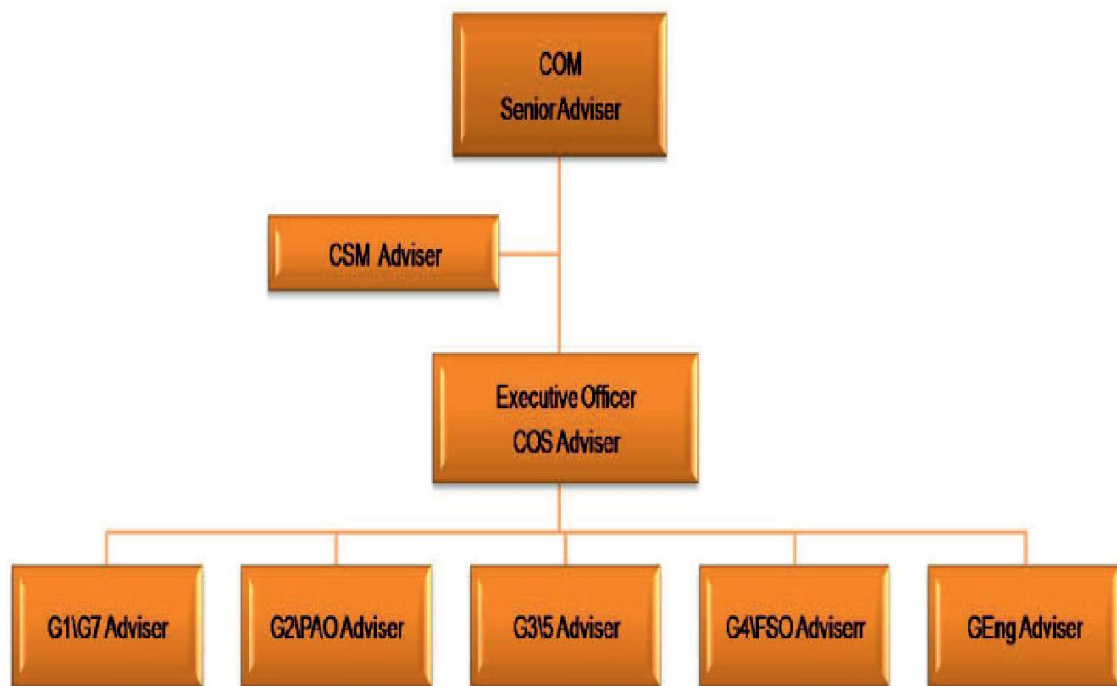 COM
Senior Adviser
CSM Adviser
Executive Officer
COS Adviser
G1\G7 Adviser
G2\PAO Adviser
G3\5 Adviser
G4\FSO Adviserr
GEng Adviser